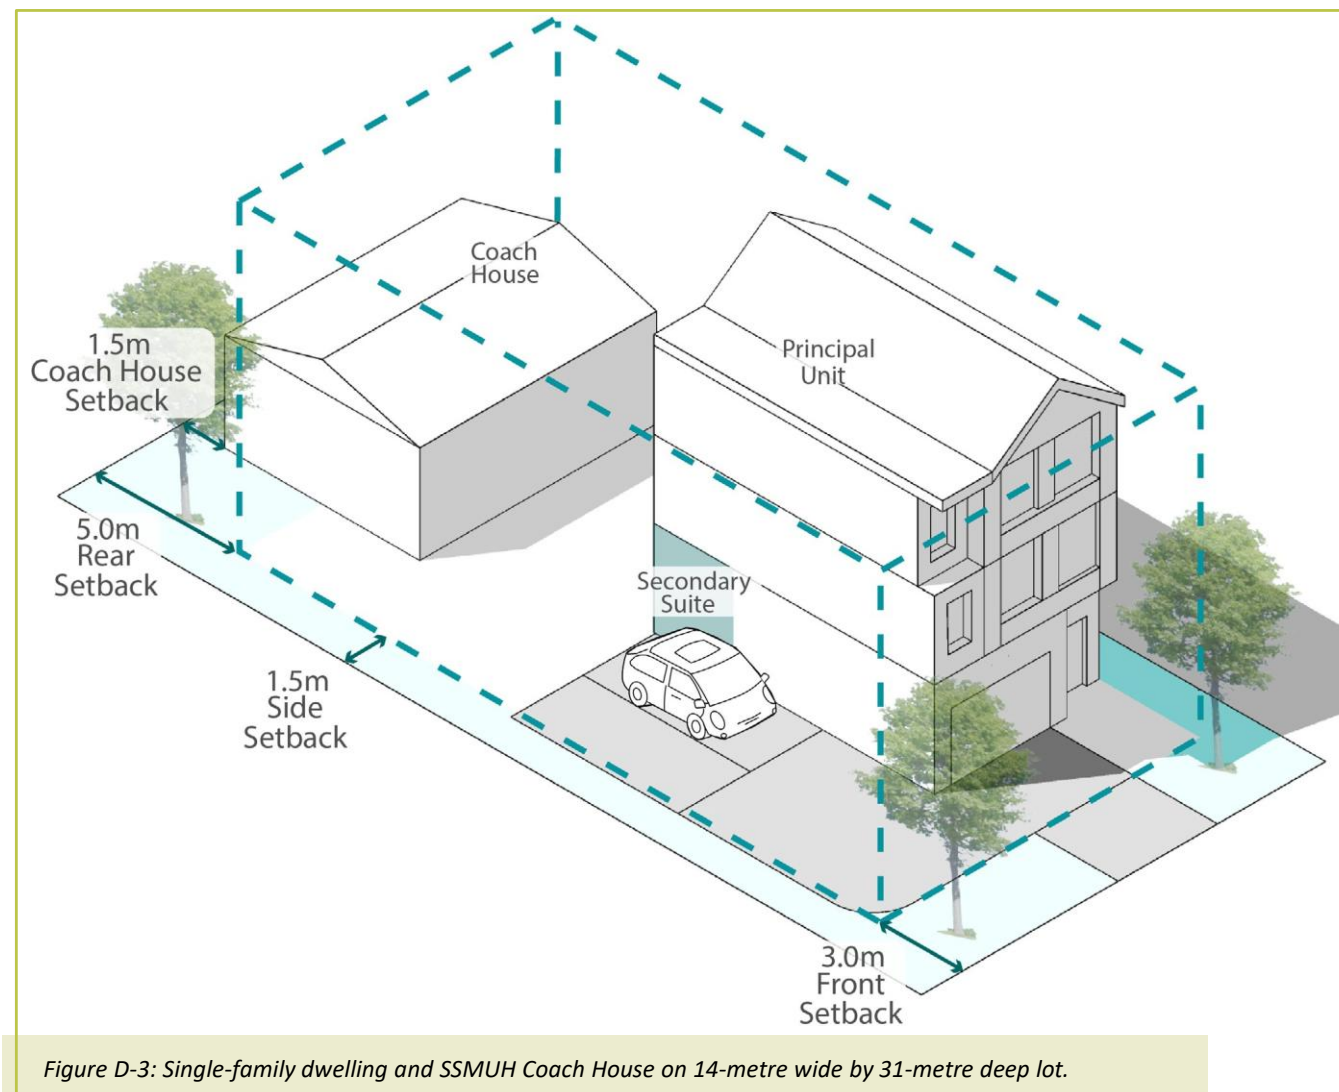 Coach
House
Principal
Unit
1.5m
Coach House
Setback
5.0m
Rear
Setback
Secondary
Suite
1.5m
Side
Setback
3.0m
Front
Setback
Figure D-3: Single-family dwelling and SSMUH Coach House on 14-metre wide by 31-metre deep lot.